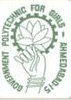 GOVERNMENT POLYTECHNIC FOR GIRLS - AHMEDABAD-15